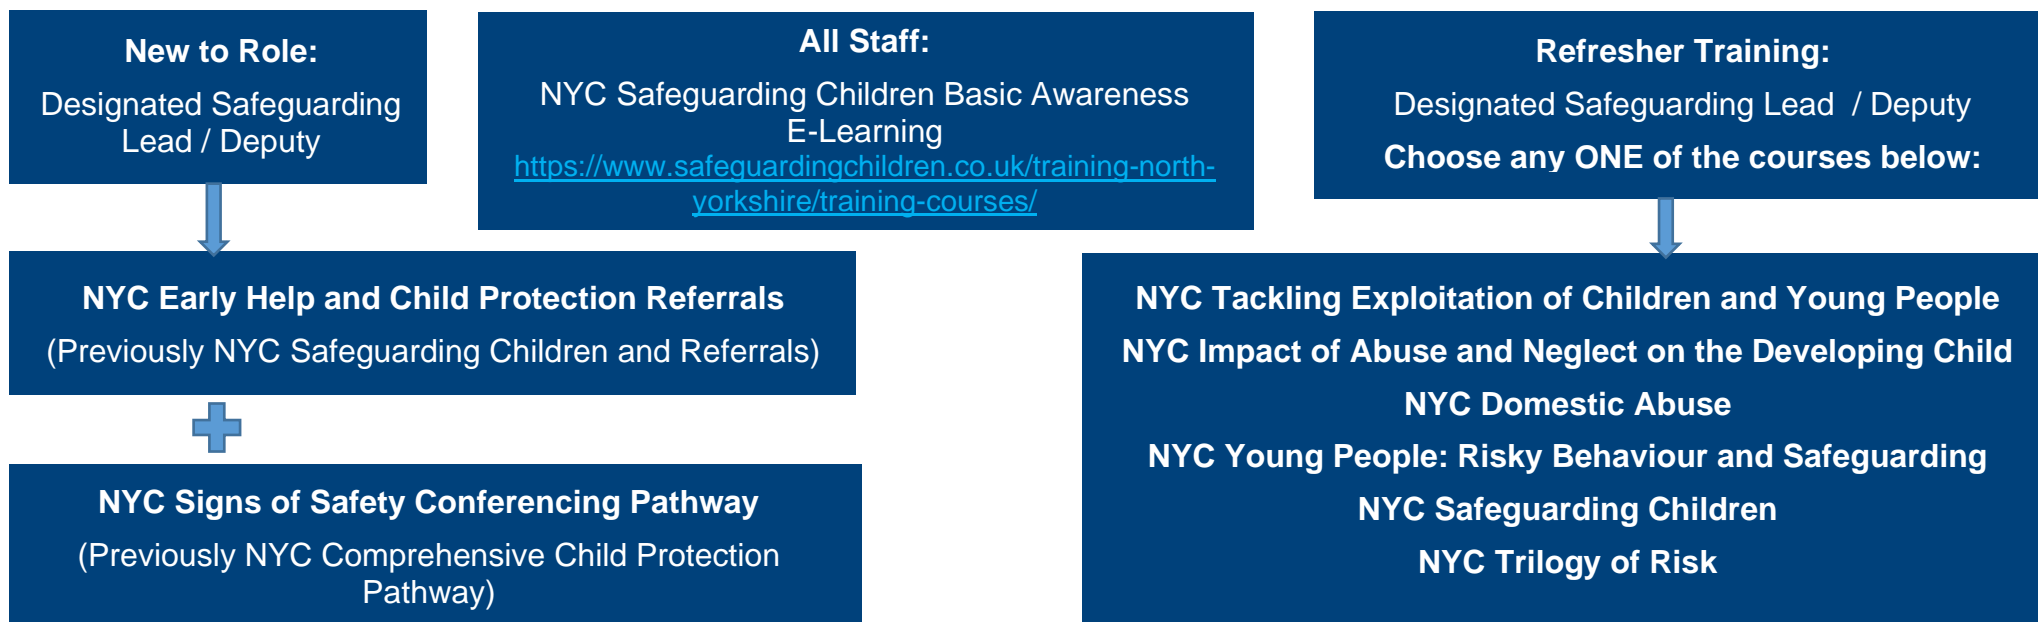 New to Role:
Designated Safeguarding
Lead / Deputy
All Staff:
NYC Safeguarding Children Basic Awareness
E-Learning
https://www.safeguardingchildren.co.uk/training-north-
yorkshire/training-courses/
Refresher Training:
Designated Safeguarding Lead / Deputy
Choose any ONE of the courses below:
NYC Early Help and Child Protection Referrals
(Previously NYC Safeguarding Children and Referrals)
NYC Signs of Safety Conferencing Pathway
(Previously NYC Comprehensive Child Protection
Pathway)
NYC Tackling Exploitation of Children and Young People
NYC Impact of Abuse and Neglect on the Developing Child
NYC Domestic Abuse
NYC Young People: Risky Behaviour and Safeguarding
NYC Safeguarding Children
NYC Trilogy of Risk